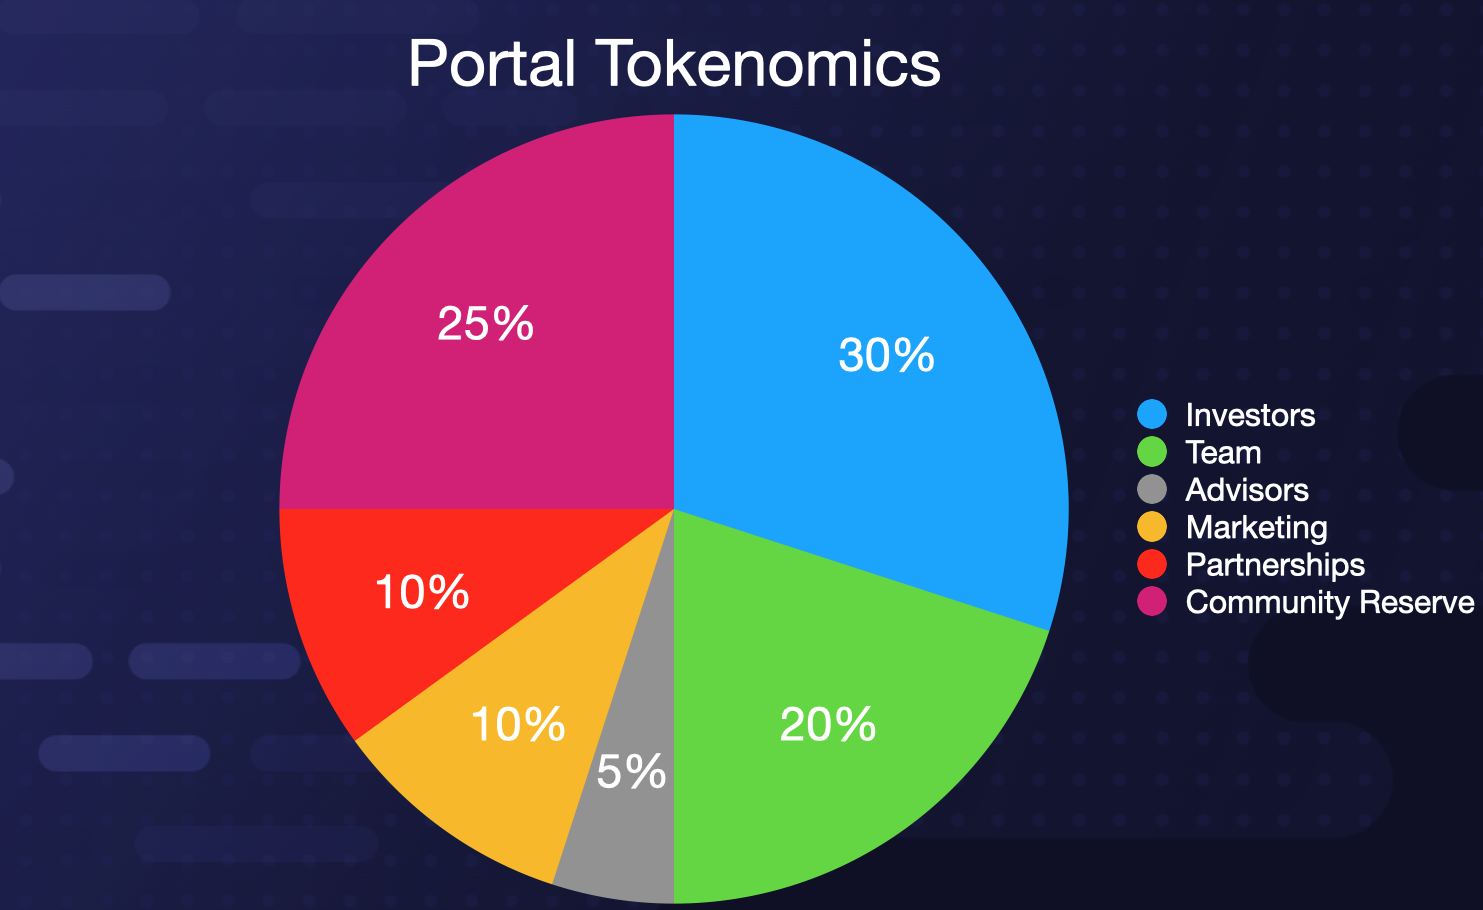 Portal Tokenomics
25%
30%
10%
10%
5%
20%
Investors
Team
Advisors
Marketing
Partnerships
Community Reserve